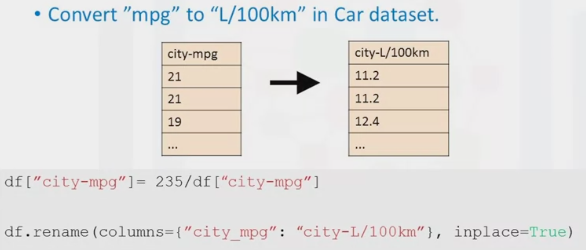 • Convert ”mpg” to “L/100km” in Car dataset.
city-mpg
21
21
19
...
city-L/100km
11.2
11.2
12.4
...
df[”city-mpg”]= 235/df[“city-mpg”]
df.rename(columns={”city_mpg”: “city-L/100km”}, inplace=True)